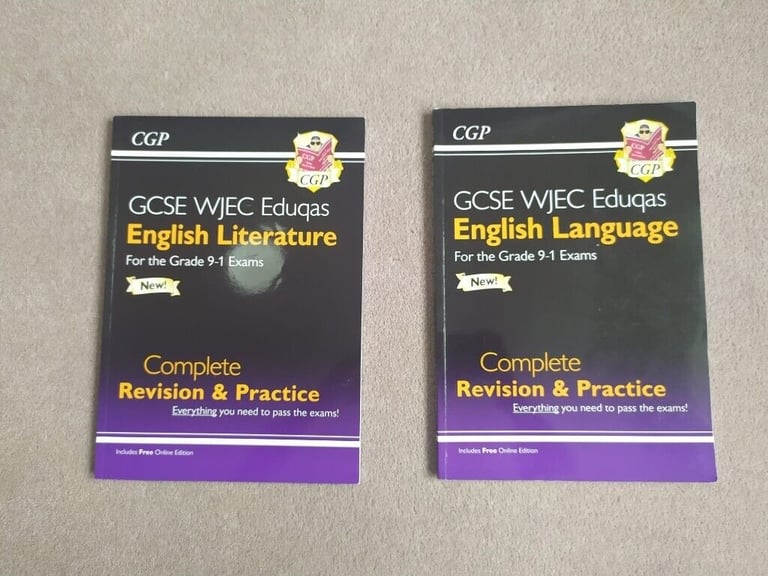 CGP
CGP
CGP
GCSE WJEC Eduqas
English Literature
For the Grade 9-1 Exams
New!
Complete
Revision & Practice
Everything you need to pass the exams!
Includes Free Online Edition
CGP
CGP
CGP
GCSE WJEC Eduqas
English Language
For the Grade 9-1 Exams
New!
Complete
Revision & Practice
Everything you need to pass the exams!
Includes Free Online Edition